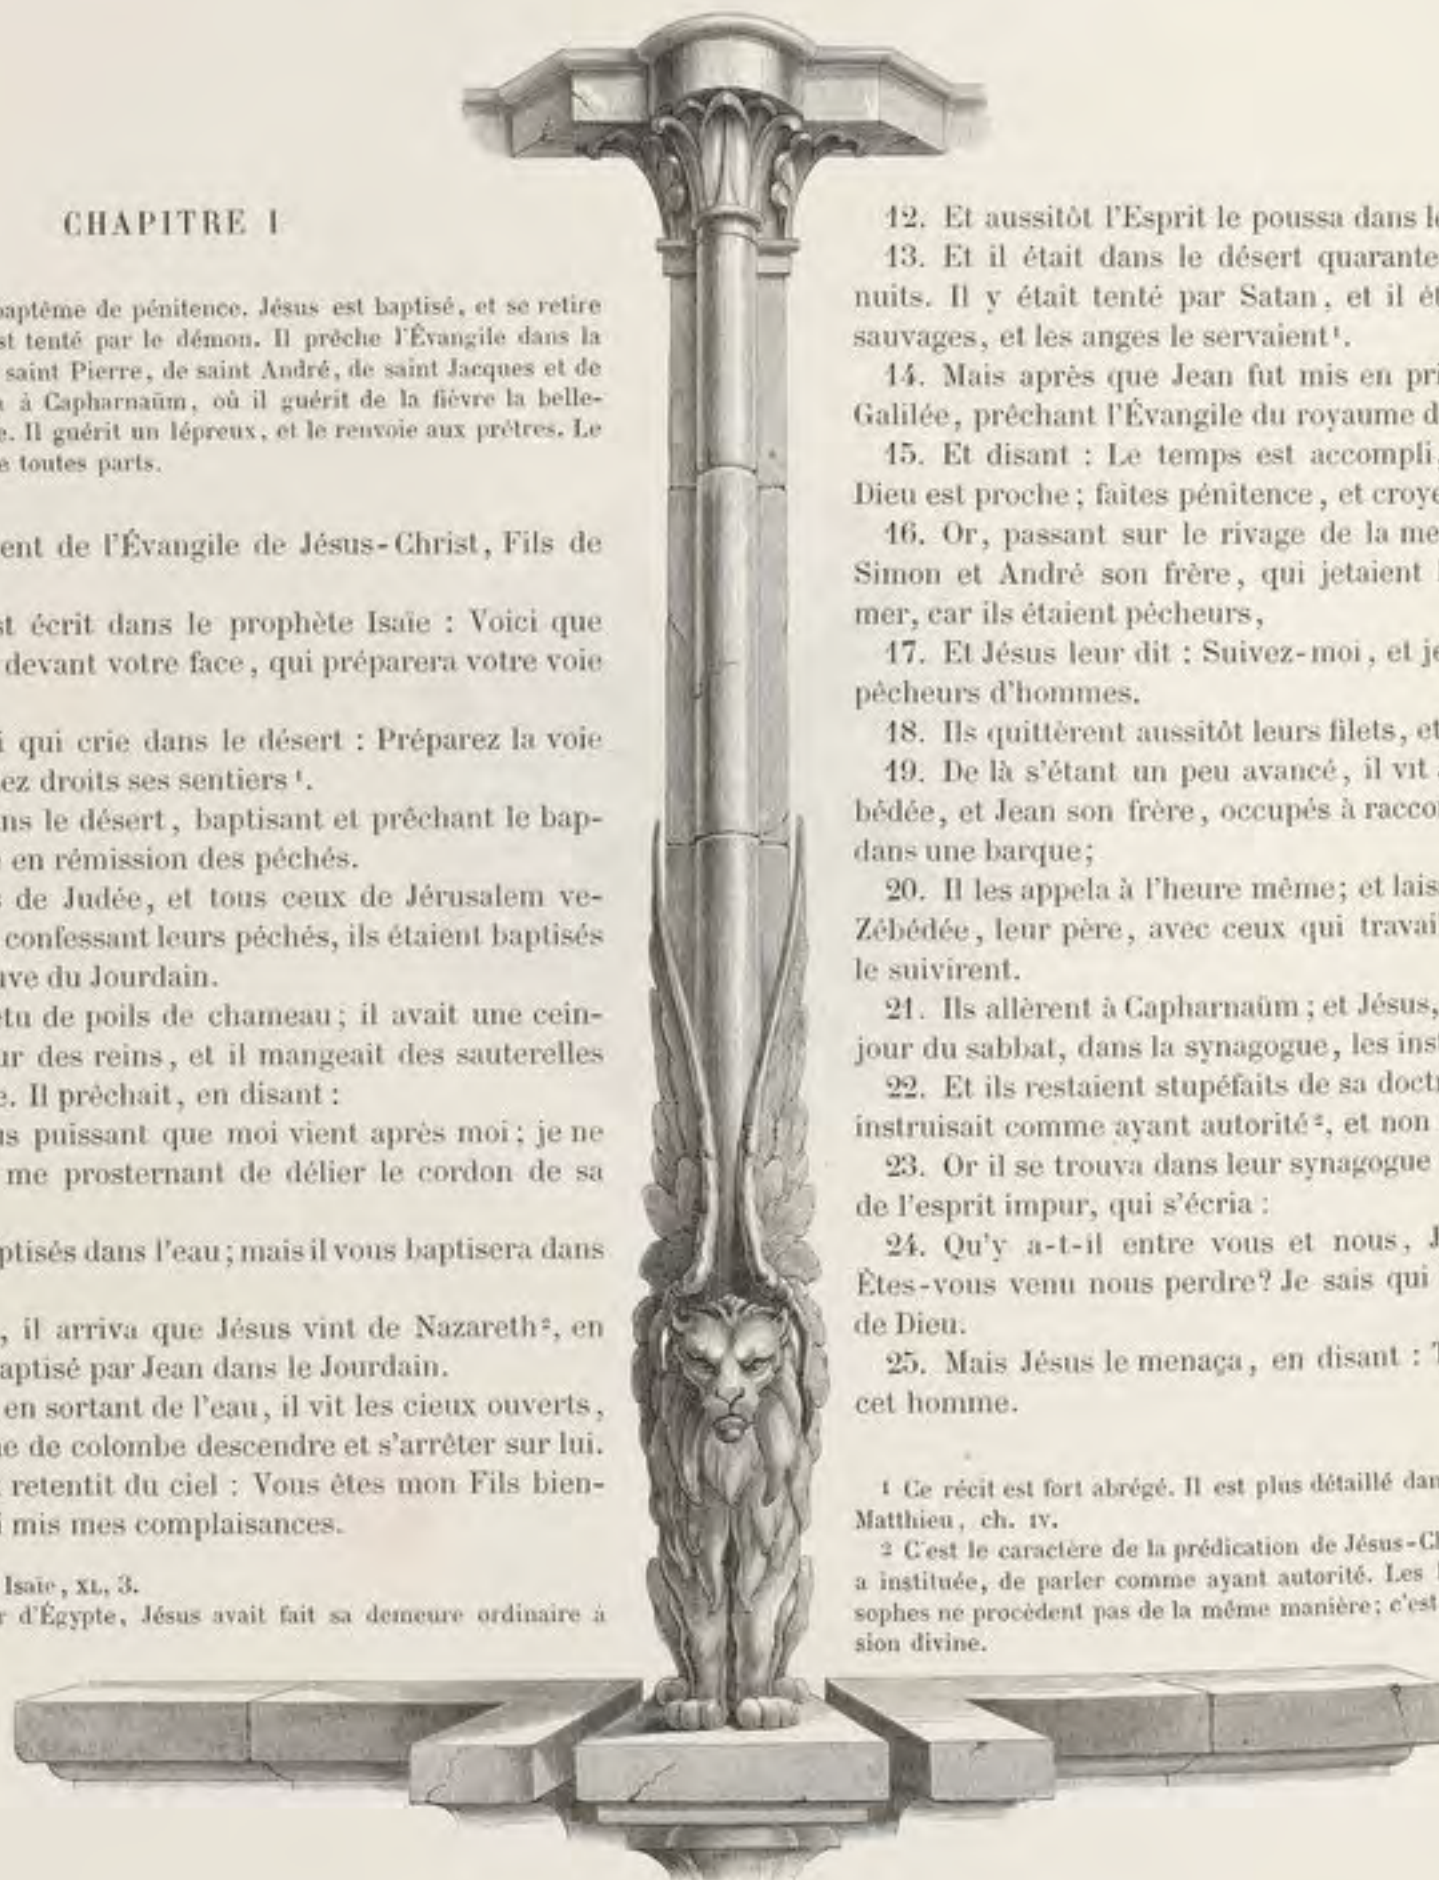 CHAPITRE I
baptême de pénitence. Jésus est baptisé, et se retire
st tenté par le démon. Il prêche l'Évangile dans la
saint Pierre, de saint André, de saint Jacques et de
à Capharnaüm, où il guérit de la fièvre la belle-
e. Il guérit un lépreux, et le renvoie aux prêtres. Le
e toutes parts.
ent de l'Évangile de Jésus-Christ, Fils de
st écrit dans le prophète Isaïe : Voici que
devant votre face, qui préparera votre voie
i qui crie dans le désert : Préparez la voie
ez droits ses sentiers ¹.
ns le désert, baptisant et prêchant le bap-
en rémission des péchés.
s de Judée, et tous ceux de Jérusalem ve-
confessant leurs péchés, ils étaient baptisés
uve du Jourdain.
êtu de poils de chameau; il avait une cein-
ur des reins, et il mangeait des sauterelles
e. Il prêchait, en disant :
us puissant que moi vient après moi; je ne
me prosternant de délier le cordon de sa
ptisés dans l'eau; mais il vous baptisera dans
, il arriva que Jésus vint de Nazareth², en
aptisé par Jean dans le Jourdain.
en sortant de l'eau, il vit les cieux ouverts,
me de colombe descendre et s'arrêter sur lui.
retentit du ciel : Vous êtes mon Fils bien-
i mis mes complaisances.
Isaïe, XL, 3.
r d'Égypte, Jésus avait fait sa demeure ordinaire à
12. Et aussitôt l'Esprit le poussa dans le
13. Et il était dans le désert quarante
nuits. Il y était tenté par Satan, et il ét
sauvages, et les anges le servaient¹.
14. Mais après que Jean fut mis en pri
Galilée, prêchant l'Évangile du royaume d
15. Et disant : Le temps est accompli,
Dieu est proche; faites pénitence, et croye
16. Or, passant sur le rivage de la me
Simon et André son frère, qui jetaient l
mer, car ils étaient pêcheurs,
17. Et Jésus leur dit : Suivez-moi, et je
pêcheurs d'hommes.
18. Ils quittèrent aussitôt leurs filets, et
19. De là s'étant un peu avancé, il vit
bédée, et Jean son frère, occupés à racco
dans une barque;
20. Il les appela à l'heure même; et lais
Zébédée, leur père, avec ceux qui travai
le suivirent.
21. Ils allèrent à Capharnaüm; et Jésus,
jour du sabbat, dans la synagogue, les inst
22. Et ils restaient stupéfaits de sa doctr
instruisait comme ayant autorité², et non
23. Or il se trouva dans leur synagogue
de l'esprit impur, qui s'écria :
24. Qu'y a-t-il entre vous et nous, J
Êtes-vous venu nous perdre? Je sais qui
de Dieu.
25. Mais Jésus le menaça, en disant : T
cet homme.
¹ Ce récit est fort abrégé. Il est plus détaillé dan
Matthieu, ch. IV.
² C'est le caractère de la prédication de Jésus-Ch
a instituée, de parler comme ayant autorité. Les
sophes ne procèdent pas de la même manière; c'est
sion divine.